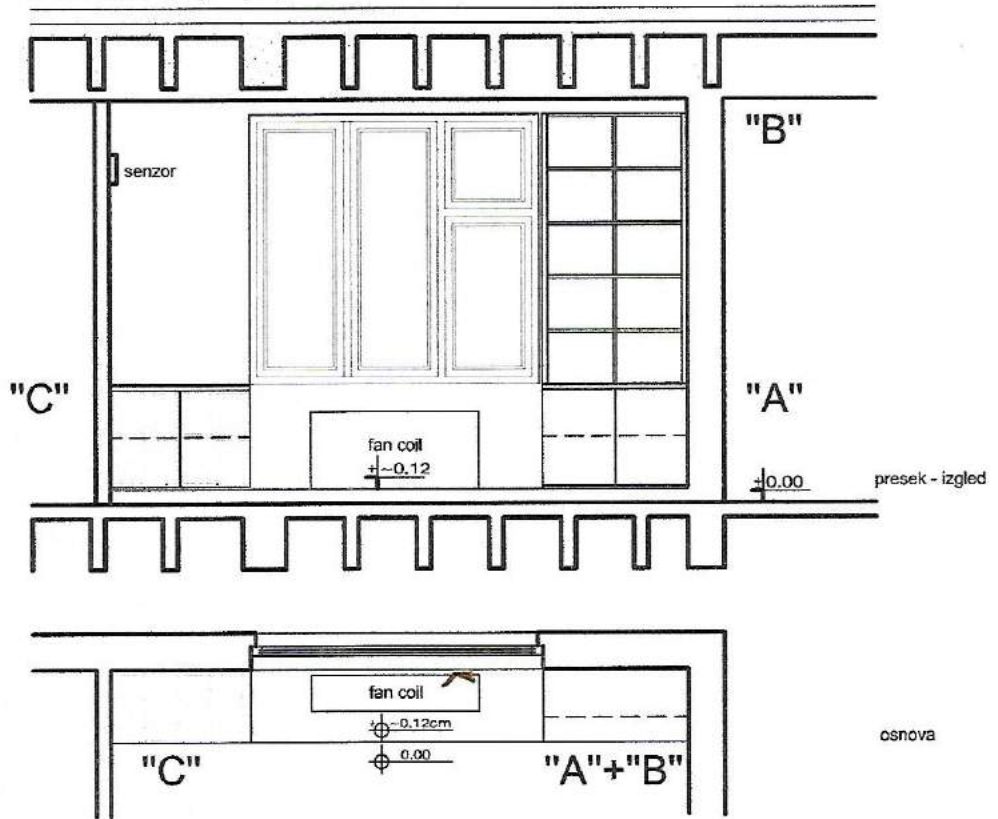 "B"
senzor
"C"
"A"
fan coil
+~0.12
+0.00
presek - izgled
fan coil
+~0.12cm
0.00
osnova
"C"
"A"+"B"